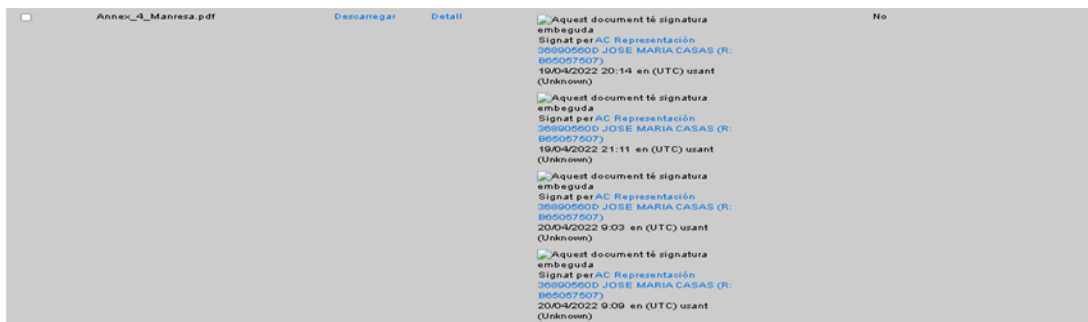 Annex_4_Manresa.pdf Descarregar Detall Aquest document té signatura No
embeguda
Signat per AC Representación
36890560D JOSE MARIA CASAS (R:
B65057507)
19/04/2022 20:14 en (UTC) usant
(Unknown)
Aquest document té signatura
embeguda
Signat per AC Representación
36890560D JOSE MARIA CASAS (R:
B65057507)
19/04/2022 21:11 en (UTC) usant
(Unknown)
Aquest document té signatura
embeguda
Signat per AC Representación
36890560D JOSE MARIA CASAS (R:
B65057507)
20/04/2022 9:03 en (UTC) usant
(Unknown)
Aquest document té signatura
embeguda
Signat per AC Representación
36890560D JOSE MARIA CASAS (R:
B65057507)
20/04/2022 9:09 en (UTC) usant
(Unknown)